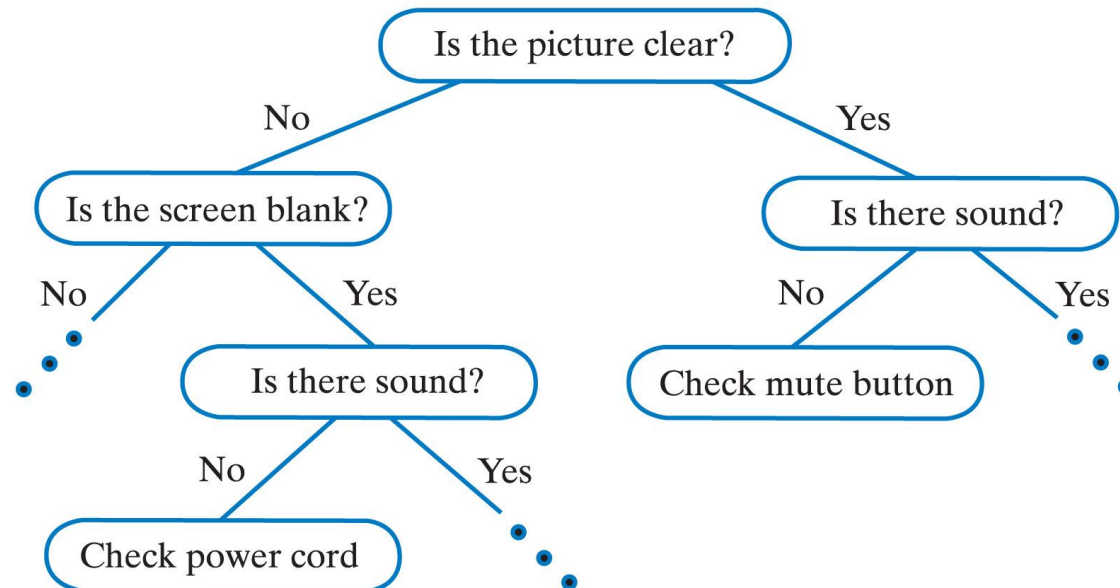 Is the picture clear?
No
Yes
Is the screen blank?
Is there sound?
No
Yes
No
Yes
Is there sound?
Check mute button
No
Yes
Check power cord